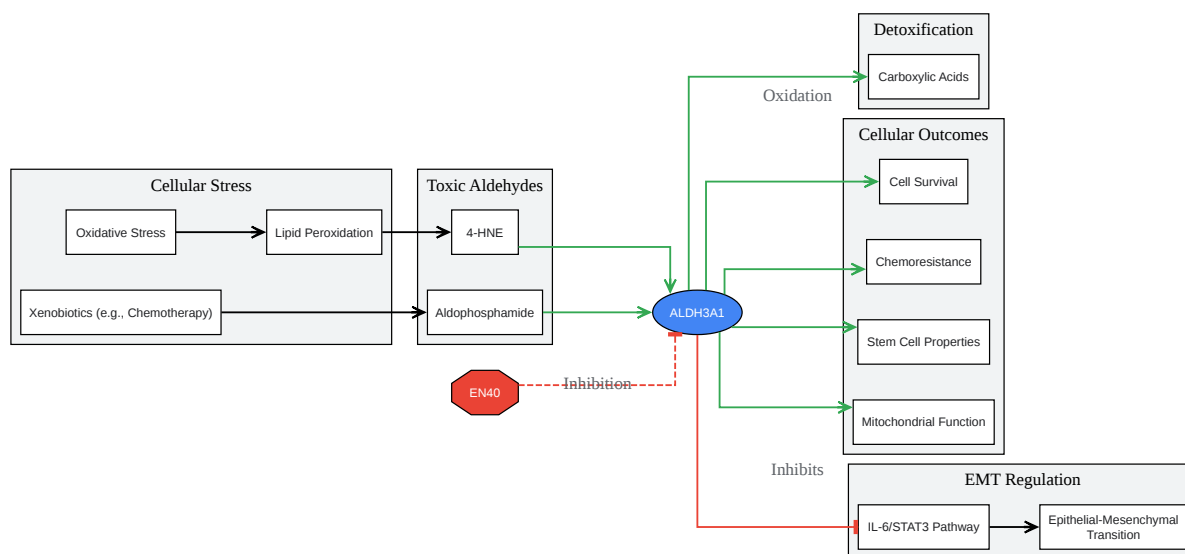 Detoxification
Carboxylic Acids
Oxidation
Cellular Outcomes
Cell Survival
Chemoresistance
Stem Cell Properties
Mitochondrial Function
Cellular Stress
Oxidative Stress
Lipid Peroxidation
Xenobiotics (e.g., Chemotherapy)
Toxic Aldehydes
4-HNE
Aldophosphamide
ALDH3A1
EN40
Inhibition
Inhibits
EMT Regulation
IL-6/STAT3 Pathway
Epithelial-Mesenchymal
Transition